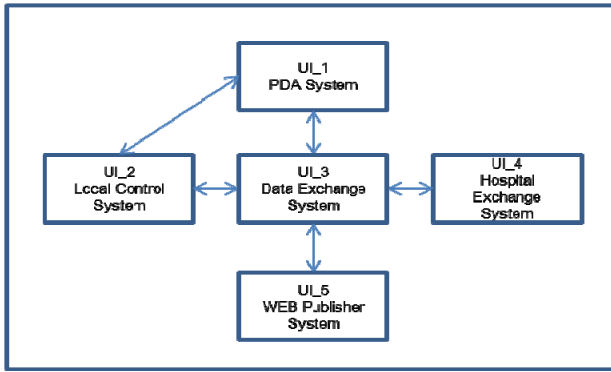 UI_1
PDA System
UI_2
Local Control
System
UI_3
Data Exchange
System
UI_4
Hospital
Exchange
System
UI_5
WEB Publisher
System